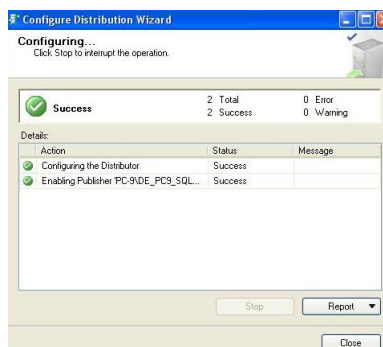 Configure Distribution Wizard
Configuring...
Click Stop to interrupt the operation.
Success
2 Total
0 Error
2 Success
0 Warning
Details:
Action Status Message
Configuring the Distributor Success
Enabling Publisher 'PC-9\DE_PC9_SQL... Success
Stop
Report
Close